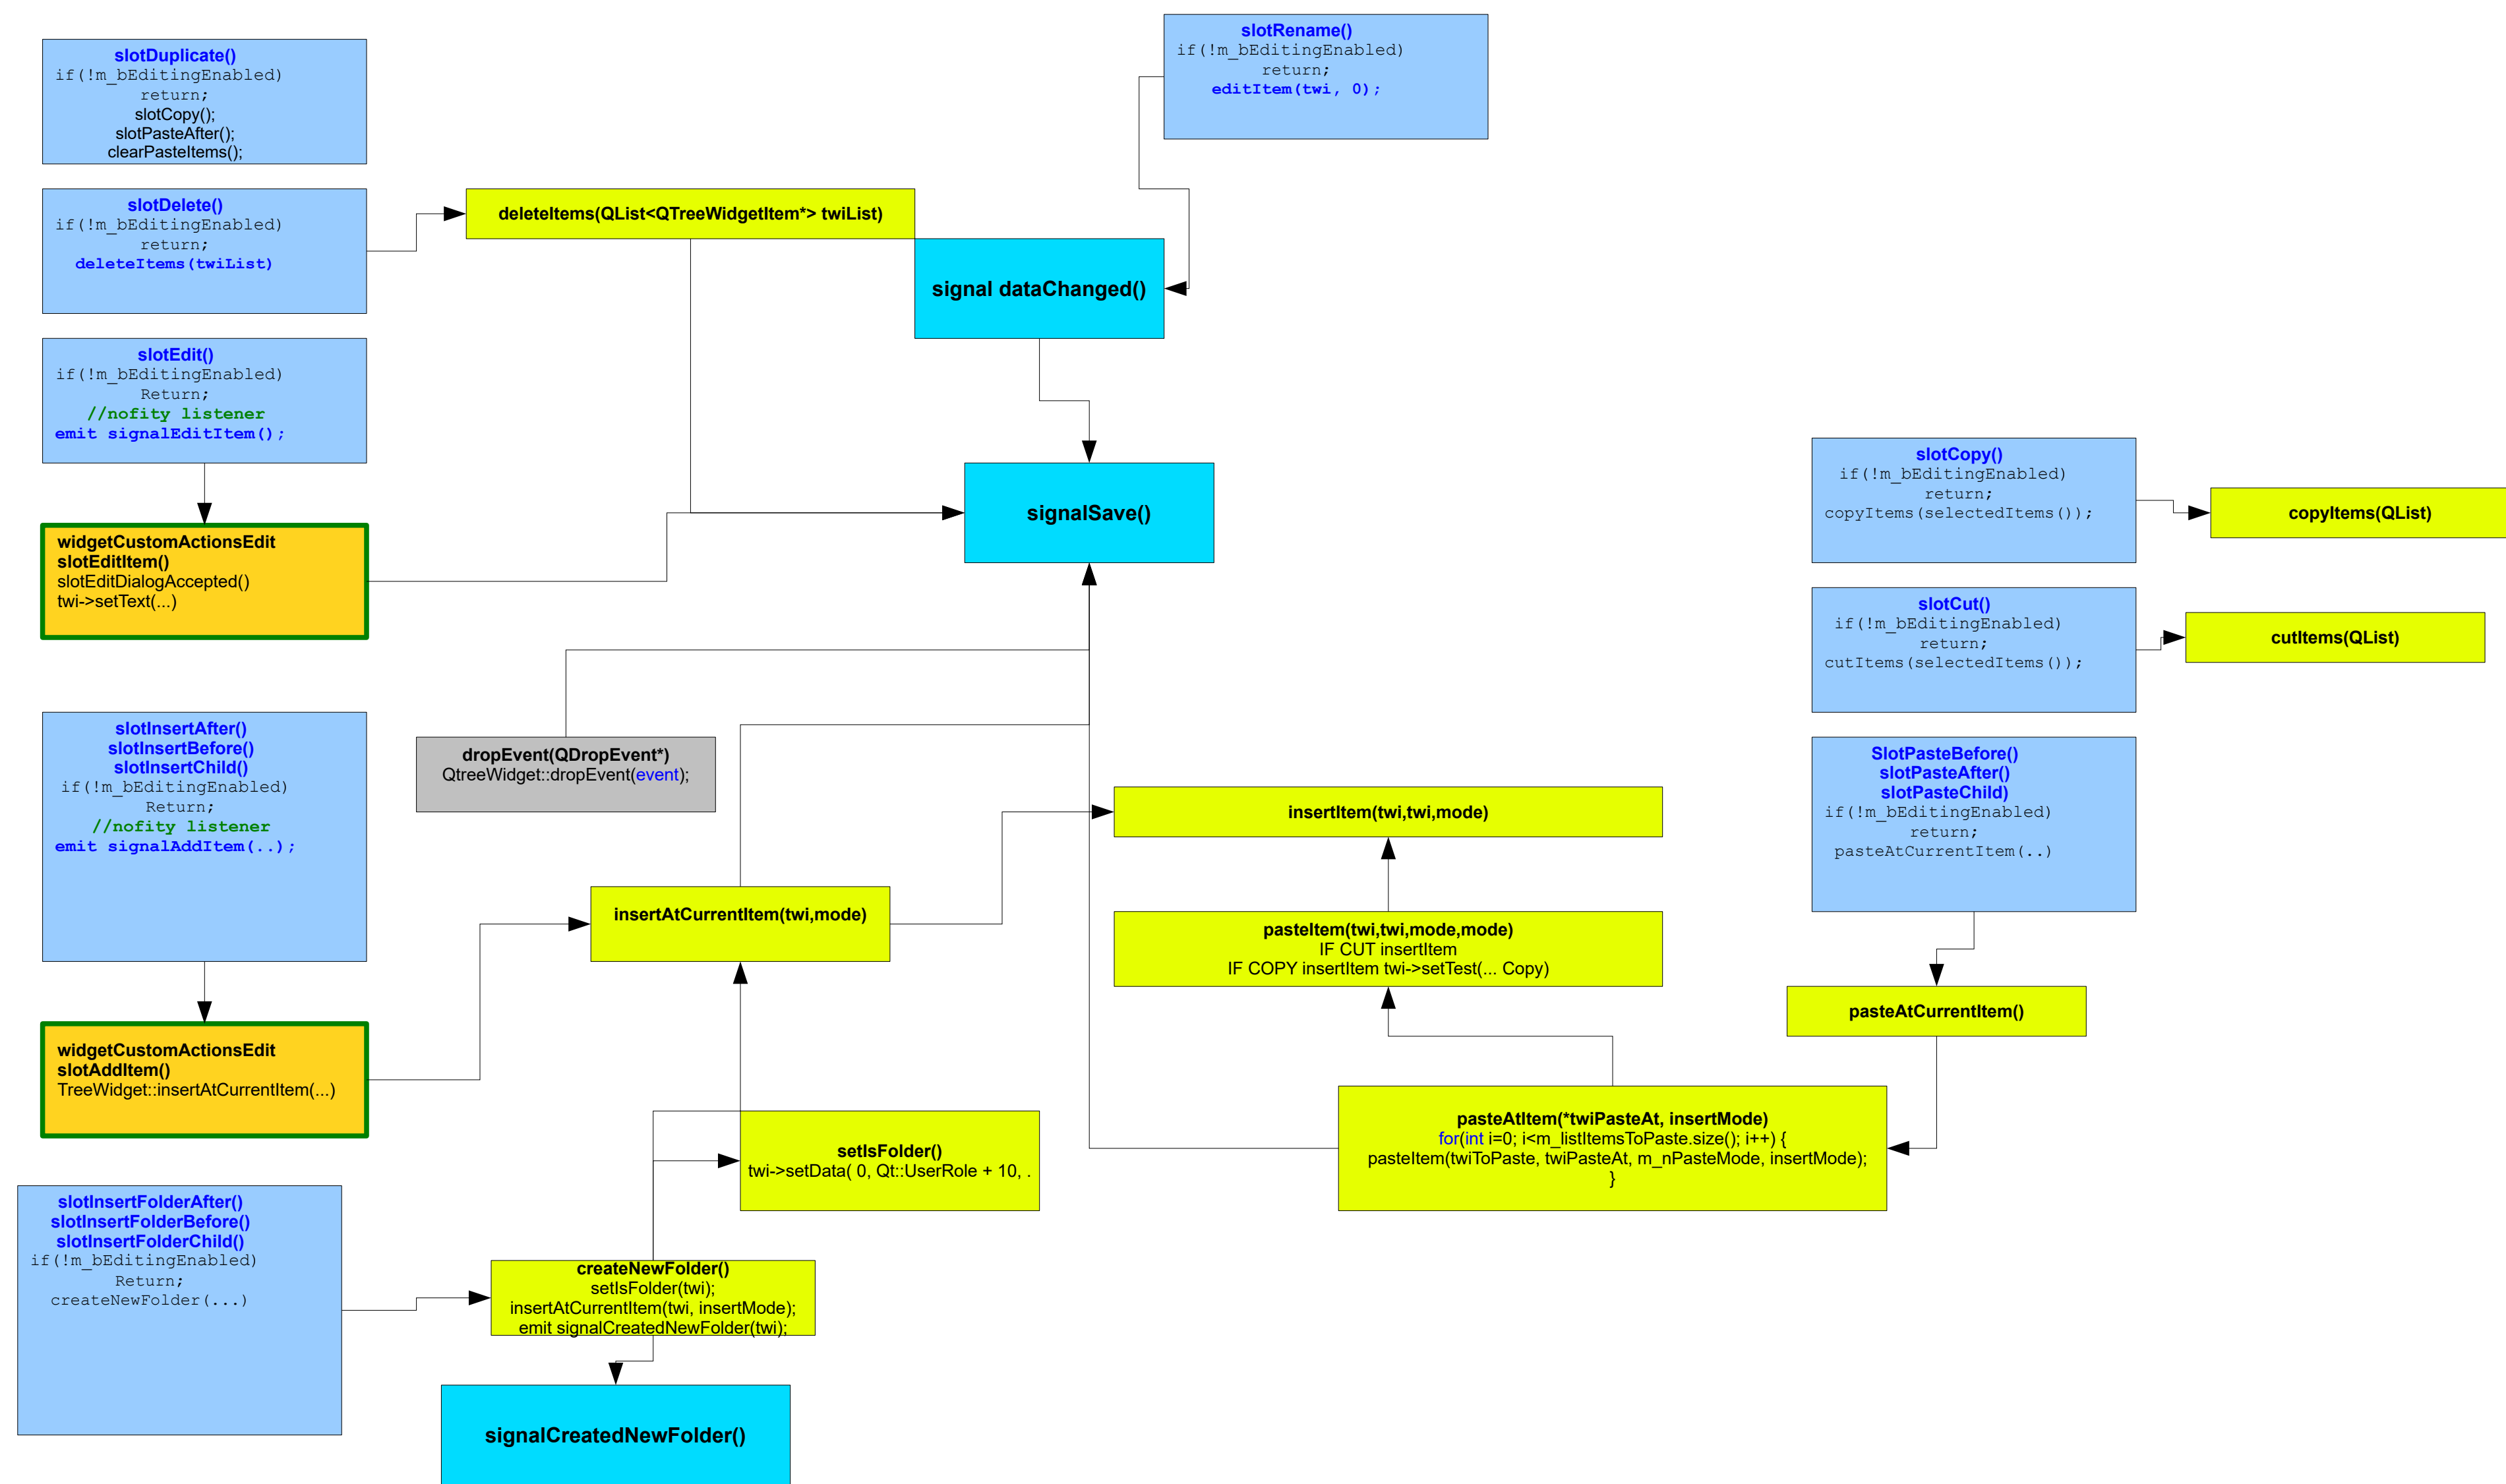 slotDuplicate()
if(!m_bEditingEnabled)
return;
slotCopy();
slotPasteAfter();
clearPasteItems();
slotRename()
if(!m_bEditingEnabled)
return;
editItem(twi, 0);
slotDelete()
if(!m_bEditingEnabled)
return;
deleteItems(twiList)
deleteItems(QList<QTreeWidgetItem*> twiList)
signal dataChanged()
slotEdit()
if(!m_bEditingEnabled)
Return;
//nofity listener
emit signalEditItem();
signalSave()
slotCopy()
if(!m_bEditingEnabled)
return;
copyItems(selectedItems());
copyItems(QList)
widgetCustomActionsEdit
slotEditItem()
slotEditDialogAccepted()
twi->setText(...)
slotCut()
if(!m_bEditingEnabled)
return;
cutItems(selectedItems());
cutItems(QList)
slotInsertAfter()
slotInsertBefore()
slotInsertChild()
if(!m_bEditingEnabled)
Return;
//nofity listener
emit signalAddItem(..);
dropEvent(QDropEvent*)
QtreeWidget::dropEvent(event);
SlotPasteBefore()
slotPasteAfter()
slotPasteChild)
if(!m_bEditingEnabled)
return;
pasteAtCurrentItem(..)
insertItem(twi,twi,mode)
insertAtCurrentItem(twi,mode)
pasteItem(twi,twi,mode,mode)
IF CUT insertItem
IF COPY insertItem twi->setTest(... Copy)
pasteAtCurrentItem()
widgetCustomActionsEdit
slotAddItem()
TreeWidget::insertAtCurrentItem(...)
pasteAtItem(*twiPasteAt, insertMode)
for(int i=0; i<m_listItemsToPaste.size(); i++) {
pasteItem(twiToPaste, twiPasteAt, m_nPasteMode, insertMode);
}
setIsFolder()
twi->setData( 0, Qt::UserRole + 10, .
slotInsertFolderAfter()
slotInsertFolderBefore()
slotInsertFolderChild()
if(!m_bEditingEnabled)
Return;
createNewFolder(...)
createNewFolder()
setIsFolder(twi);
insertAtCurrentItem(twi, insertMode);
emit signalCreatedNewFolder(twi);
signalCreatedNewFolder()